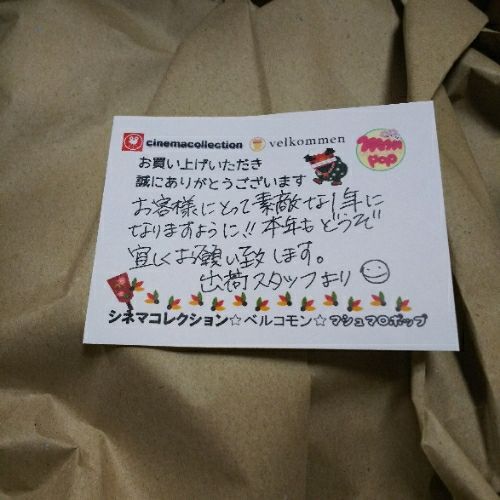 cinemacollection velkommen
mon pop
お買い上げいただき
誠にありがとうございます
お客様にとって素敵な1年に
なりますように!!本年もどうぞ
宜しくお願い致します。
出荷スタッフより
シネマコレクション☆ベルコモン☆マシュマロポップ